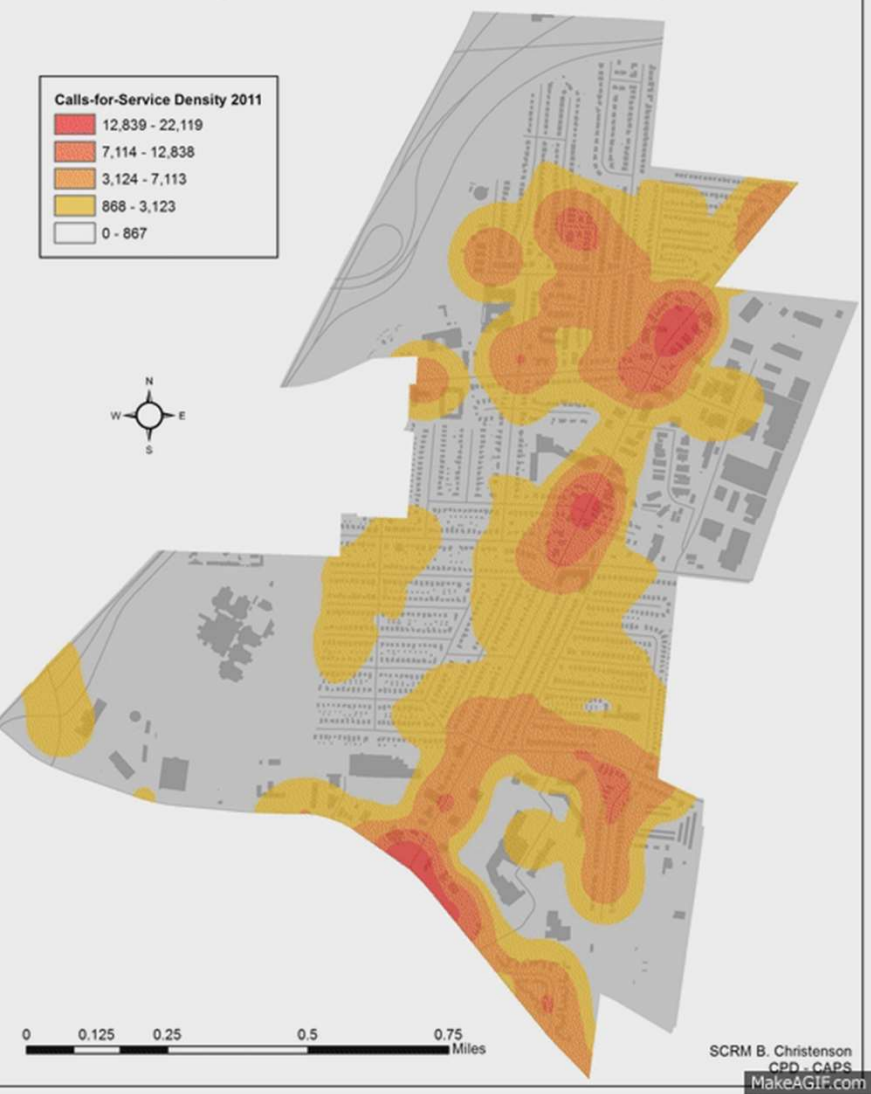 Calls-for-Service Density 2011
12,839 - 22,119
7,114 - 12,838
3,124 - 7,113
868 - 3,123
0 - 867
N
W E
S
0 0.125 0.25 0.5 0.75
Miles
SCRM B. Christenson
CPD - CAPS
MakeAGIF.com